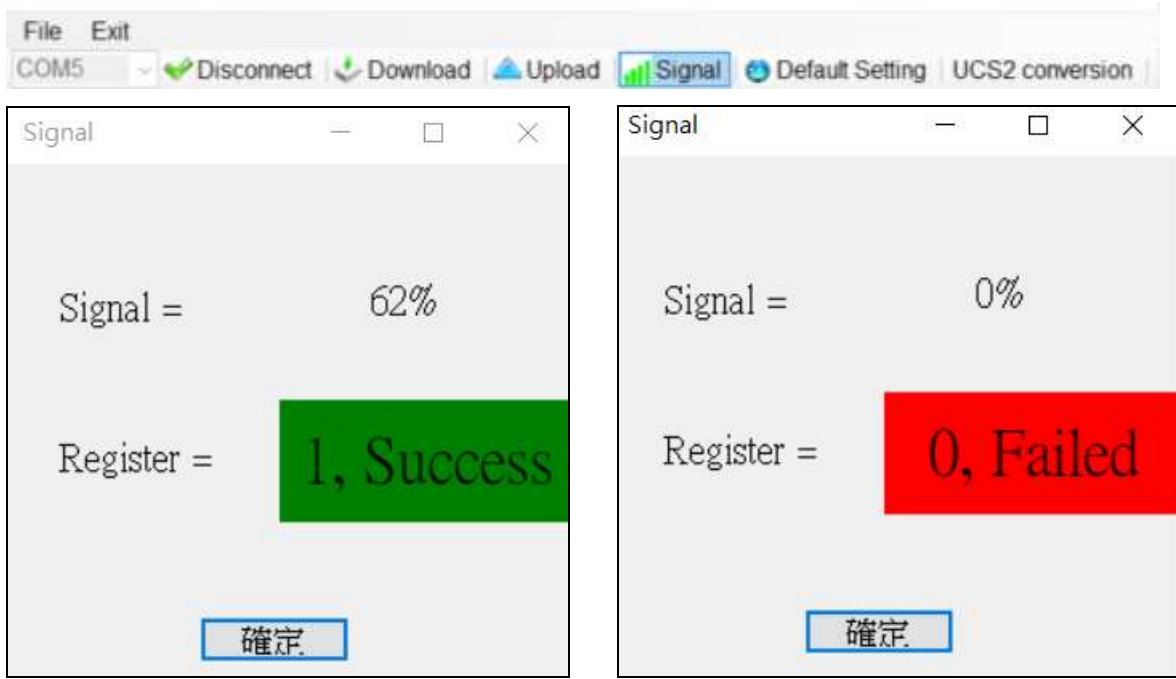 File Exit
COM5 Disconnect Download Upload Signal Default Setting UCS2 conversion
Signal
Signal = 62%
Register = 1, Success
確定
Signal
Signal = 0%
Register = 0, Failed
確定